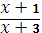 x + 1
x + 3